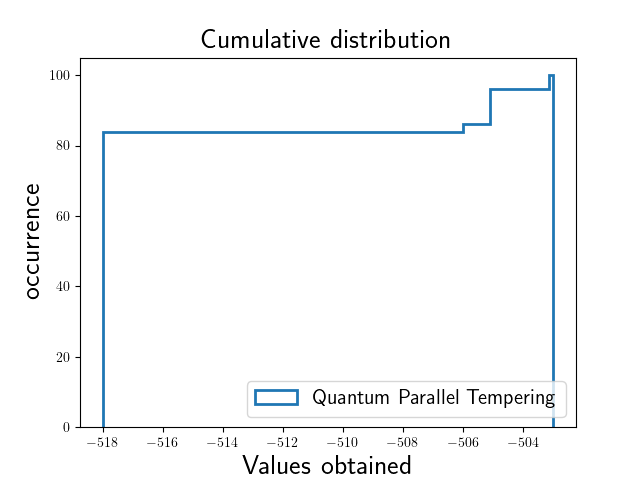 Cumulative distribution
occurrence
100
80
60
40
20
0
Quantum Parallel Tempering
−518 −516 −514 −512 −510 −508 −506 −504
Values obtained